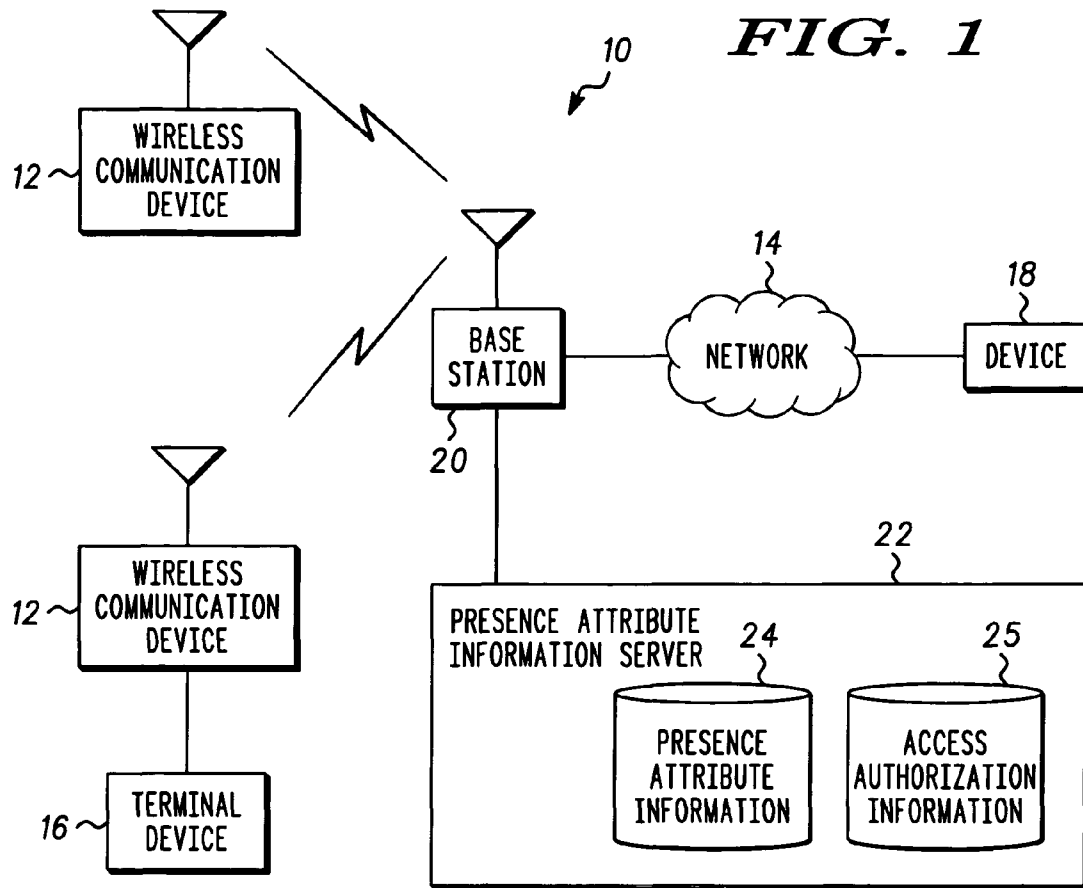 FIG. 1
10
WIRELESS
COMMUNICATION
DEVICE
12
14
18
BASE
STATION
NETWORK
DEVICE
20
WIRELESS
COMMUNICATION
DEVICE
12
22
PRESENCE ATTRIBUTE
INFORMATION SERVER
24
25
PRESENCE
ATTRIBUTE
INFORMATION
ACCESS
AUTHORIZATION
INFORMATION
TERMINAL
DEVICE
16